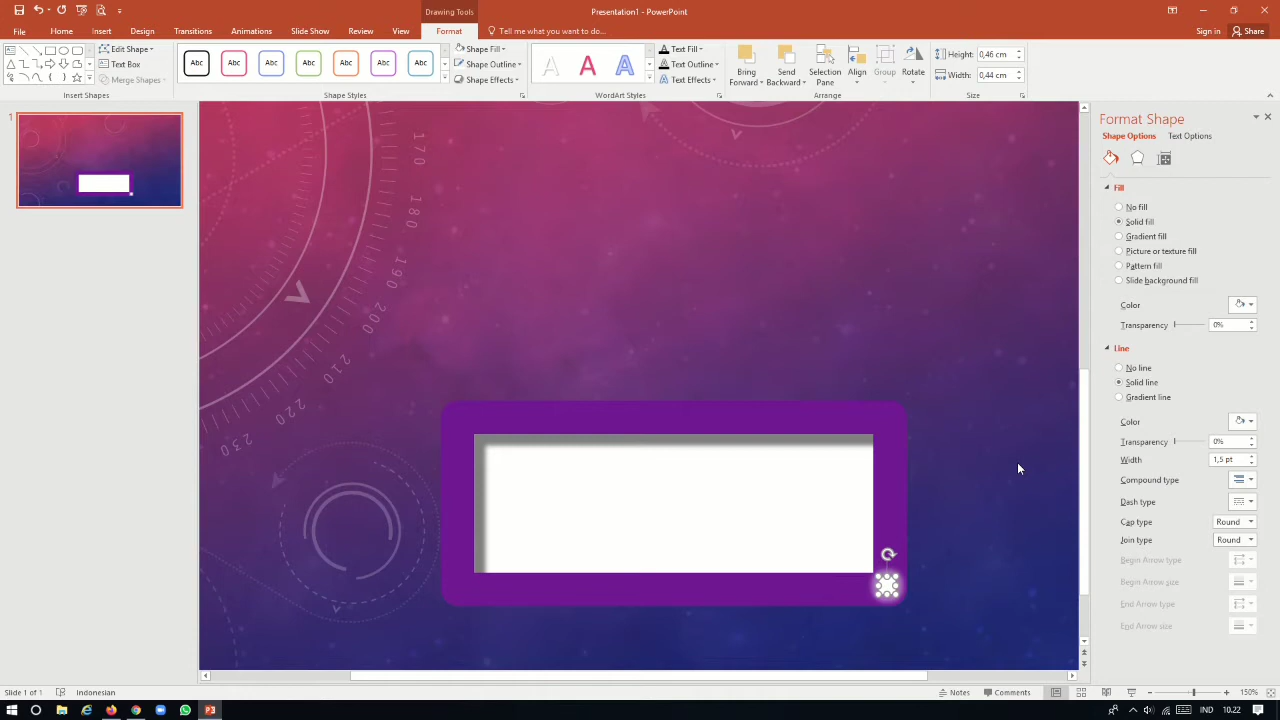 Drawing Tools
Presentation1 - PowerPoint
File Home Insert Design Transitions Animations Slide Show Review View Format Tell me what you want to do... Sign in Share
Edit Shape
Text Box
Merge Shapes
Insert Shapes
Abc Abc Abc Abc Abc Abc Abc
Shape Fill
Shape Outline
Shape Effects
Shape Styles
A A A
Text Fill
Text Outline
Text Effects
WordArt Styles
Bring Forward
Send Backward
Selection Pane
Align
Group
Rotate
Arrange
Height: 0,46 cm
Width: 0,44 cm
Size
1
170
180
190
200
210
220
230
Format Shape
Shape Options Text Options
Fill
No fill
Solid fill
Gradient fill
Picture or texture fill
Pattern fill
Slide background fill
Color
Transparency 0%
Line
No line
Solid line
Gradient line
Color
Transparency 0%
Width 1,5 pt
Compound type
Dash type
Cap type Round
Join type Round
Begin Arrow type
Begin Arrow size
End Arrow type
End Arrow size
Slide 1 of 1 Indonesian Notes Comments 150%
IND 10.22